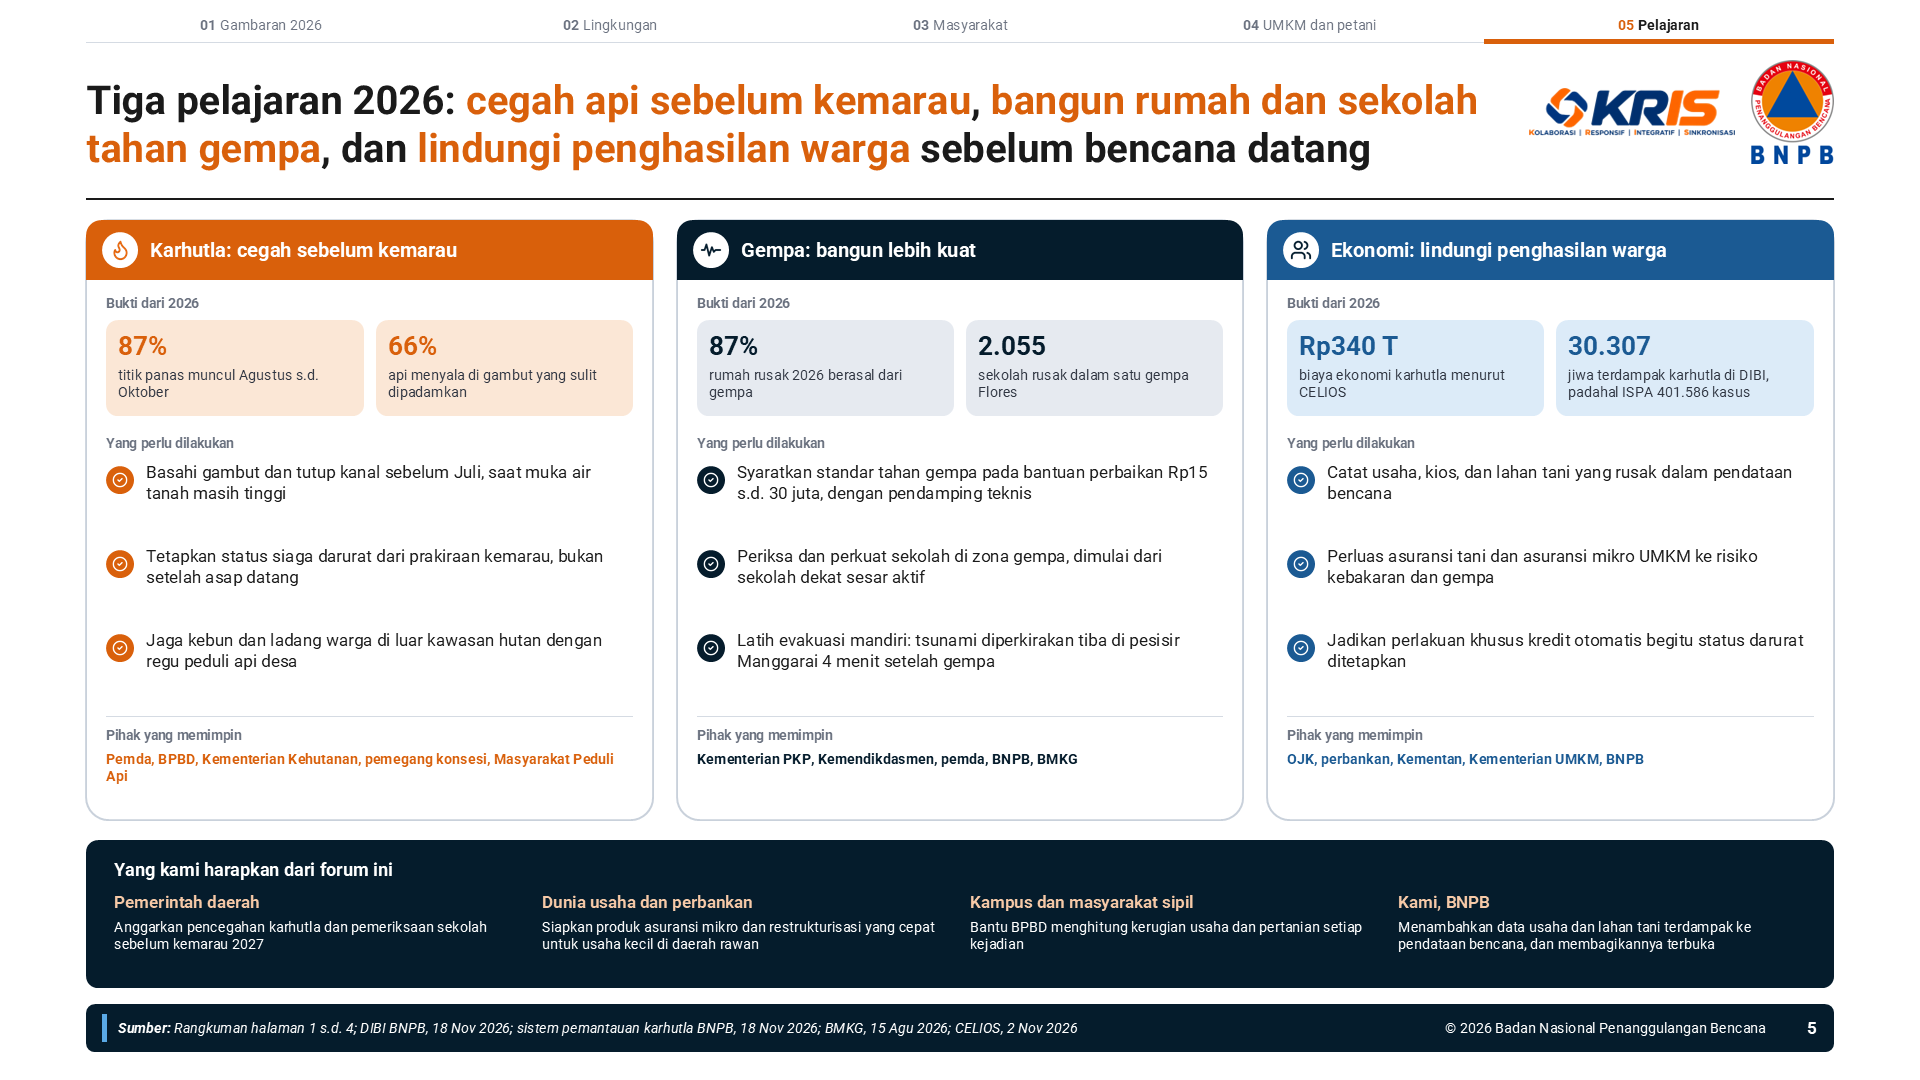 01 Gambaran 2026
02 Lingkungan
03 Masyarakat
04 UMKM dan petani
05 Pelajaran
Tiga pelajaran 2026: cegah api sebelum kemarau, bangun rumah dan sekolah
tahan gempa, dan lindungi penghasilan warga sebelum bencana datang
KRIS
KOLABORASI | RESPONSIF | INTEGRATIF | SINKRONISASI
BADAN NASIONAL
PENANGGULANGAN BENCANA
BNPB
Karhutla: cegah sebelum kemarau
Bukti dari 2026
87%
titik panas muncul Agustus s.d.
Oktober
66%
api menyala di gambut yang sulit
dipadamkan
Yang perlu dilakukan
Basahi gambut dan tutup kanal sebelum Juli, saat muka air
tanah masih tinggi
Tetapkan status siaga darurat dari prakiraan kemarau, bukan
setelah asap datang
Jaga kebun dan ladang warga di luar kawasan hutan dengan
regu peduli api desa
Pihak yang memimpin
Pemda, BPBD, Kementerian Kehutanan, pemegang konsesi, Masyarakat Peduli
Api
Gempa: bangun lebih kuat
Bukti dari 2026
87%
rumah rusak 2026 berasal dari
gempa
2.055
sekolah rusak dalam satu gempa
Flores
Yang perlu dilakukan
Syaratkan standar tahan gempa pada bantuan perbaikan Rp15
s.d. 30 juta, dengan pendamping teknis
Periksa dan perkuat sekolah di zona gempa, dimulai dari
sekolah dekat sesar aktif
Latih evakuasi mandiri: tsunami diperkirakan tiba di pesisir
Manggarai 4 menit setelah gempa
Pihak yang memimpin
Kementerian PKP, Kemendikdasmen, pemda, BNPB, BMKG
Ekonomi: lindungi penghasilan warga
Bukti dari 2026
Rp340 T
biaya ekonomi karhutla menurut
CELIOS
30.307
jiwa terdampak karhutla di DIBI,
padahal ISPA 401.586 kasus
Yang perlu dilakukan
Catat usaha, kios, dan lahan tani yang rusak dalam pendataan
bencana
Perluas asuransi tani dan asuransi mikro UMKM ke risiko
kebakaran dan gempa
Jadikan perlakuan khusus kredit otomatis begitu status darurat
ditetapkan
Pihak yang memimpin
OJK, perbankan, Kementan, Kementerian UMKM, BNPB
Yang kami harapkan dari forum ini
Pemerintah daerah
Anggarkan pencegahan karhutla dan pemeriksaan sekolah
sebelum kemarau 2027
Dunia usaha dan perbankan
Siapkan produk asuransi mikro dan restrukturisasi yang cepat
untuk usaha kecil di daerah rawan
Kampus dan masyarakat sipil
Bantu BPBD menghitung kerugian usaha dan pertanian setiap
kejadian
Kami, BNPB
Menambahkan data usaha dan lahan tani terdampak ke
pendataan bencana, dan membagikannya terbuka
Sumber: Rangkuman halaman 1 s.d. 4; DIBI BNPB, 18 Nov 2026; sistem pemantauan karhutla BNPB, 18 Nov 2026; BMKG, 15 Agu 2026; CELIOS, 2 Nov 2026
© 2026 Badan Nasional Penanggulangan Bencana
5